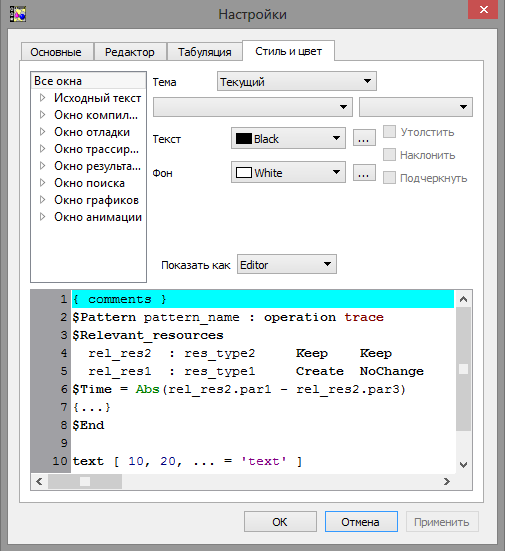 Настройки
Основные
Редактор
Табуляция
Стиль и цвет
Все окна
Исходный текст
Окно компил...
Окно отладки
Окно трассир...
Окно результа...
Окно поиска
Окно графиков
Окно анимации
Тема
Текущий
Текст
Black
...
Фон
White
...
Утолстить
Наклонить
Подчеркнуть
Показать как
Editor
1 { comments }
2 $Pattern pattern_name : operation trace
3 $Relevant_resources
4 rel_res2 : res_type2 Keep Keep
5 rel_res1 : res_type1 Create NoChange
6 $Time = Abs(rel_res2.par1 - rel_res2.par3)
7 {...}
8 $End
9
10 text [ 10, 20, ... = 'text' ]
OK
Отмена
Применить